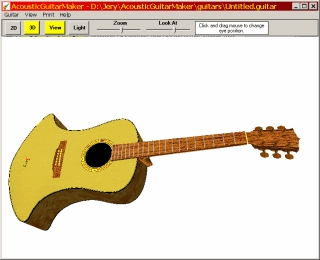 AcousticGuitarMaker - D:\Jery\AcousticGuitarMaker\guitars\Untitled.guitar
Guitar View Print Help
2D 3D View Light Zoom Look At Click and drag mouse to change
eye position.
Jery